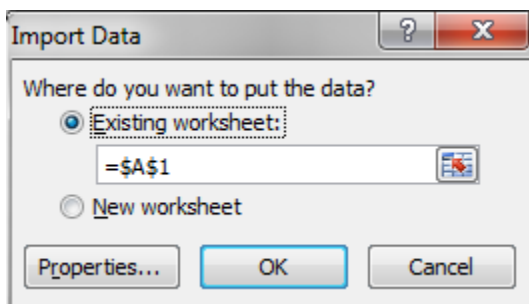 Import Data
Where do you want to put the data?
Existing worksheet:
=$A$1
New worksheet
Properties... OK Cancel